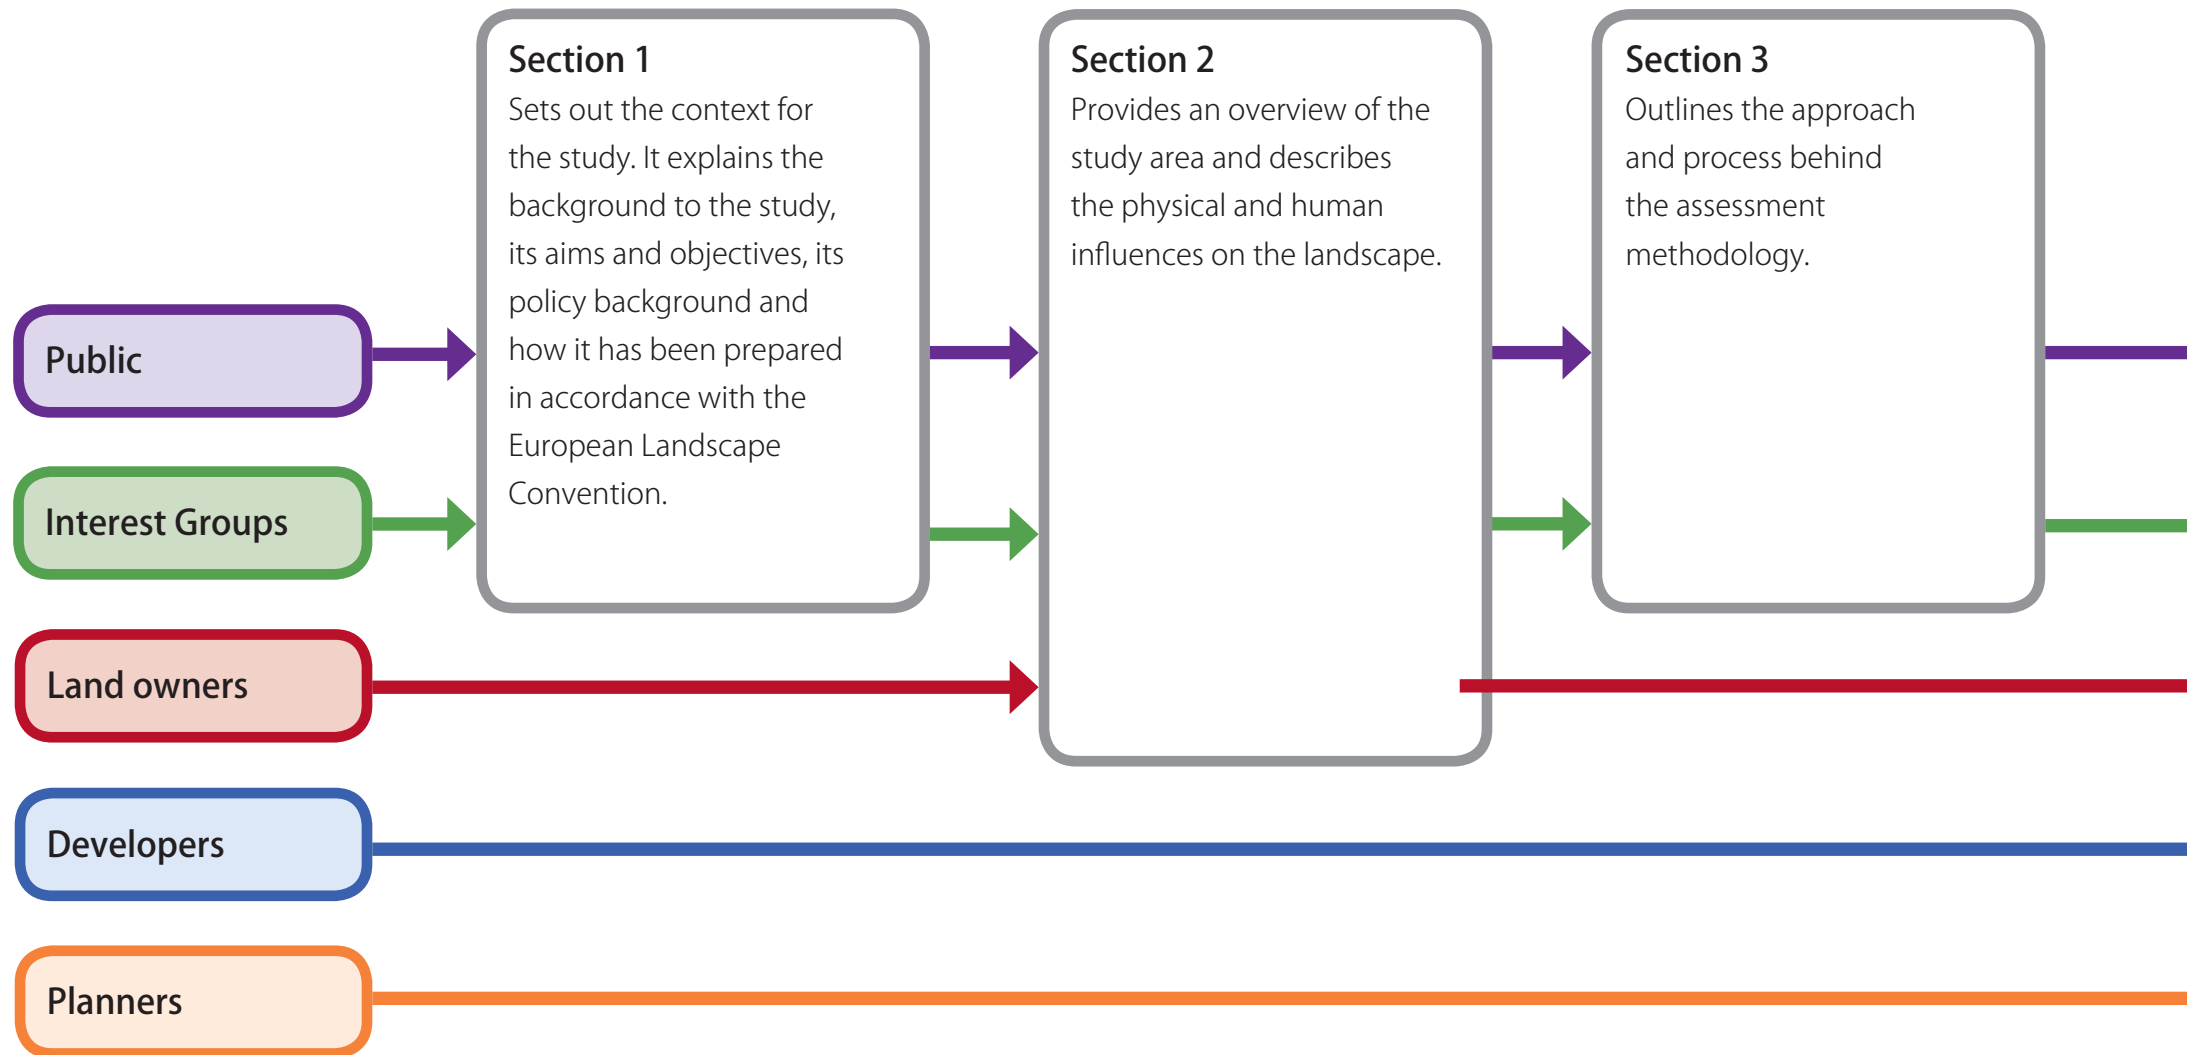 Section 1
Sets out the context for
the study. It explains the
background to the study,
its aims and objectives, its
policy background and
how it has been prepared
in accordance with the
European Landscape
Convention.
Section 2
Provides an overview of the
study area and describes
the physical and human
influences on the landscape.
Section 3
Outlines the approach
and process behind
the assessment
methodology.
Public
Interest Groups
Land owners
Developers
Planners